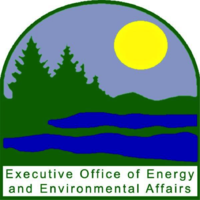 Executive Office of Energy
and Environmental Affairs